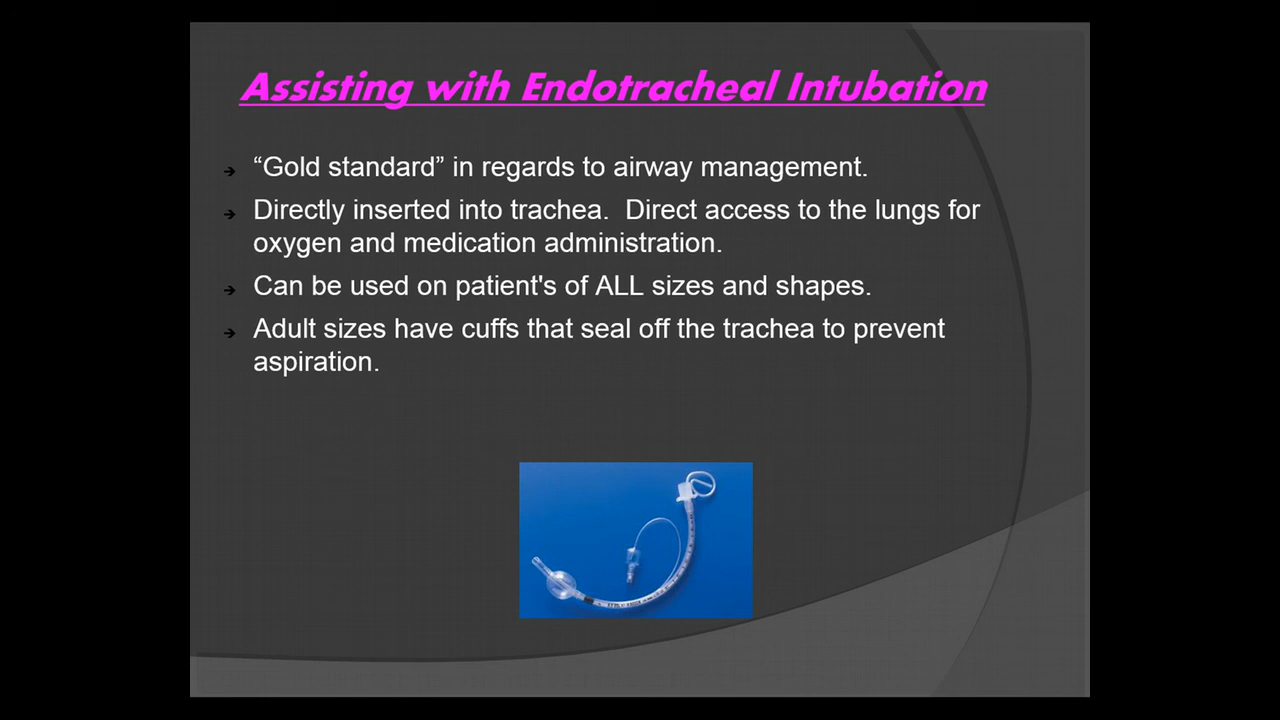 Assisting with Endotracheal Intubation
“Gold standard” in regards to airway management.
Directly inserted into trachea.  Direct access to the lungs for
oxygen and medication administration.
Can be used on patient's of ALL sizes and shapes.
Adult sizes have cuffs that seal off the trachea to prevent
aspiration.